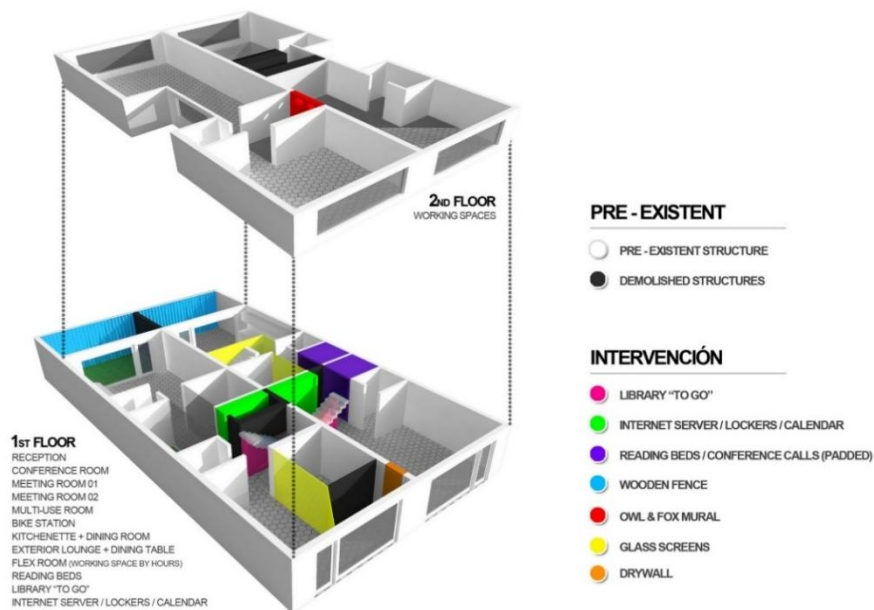 2ND FLOOR
WORKING SPACES
1ST FLOOR
RECEPTION
CONFERENCE ROOM
MEETING ROOM 01
MEETING ROOM 02
MULTI-USE ROOM
BIKE STATION
KITCHENETTE + DINING ROOM
EXTERIOR LOUNGE + DINING TABLE
FLEX ROOM (WORKING SPACE BY HOURS)
READING BEDS
LIBRARY "TO GO"
INTERNET SERVER / LOCKERS / CALENDAR
PRE - EXISTENT
PRE - EXISTENT STRUCTURE
DEMOLISHED STRUCTURES
INTERVENCIÓN
LIBRARY "TO GO"
INTERNET SERVER / LOCKERS / CALENDAR
READING BEDS / CONFERENCE CALLS (PADDED)
WOODEN FENCE
OWL & FOX MURAL
GLASS SCREENS
DRYWALL